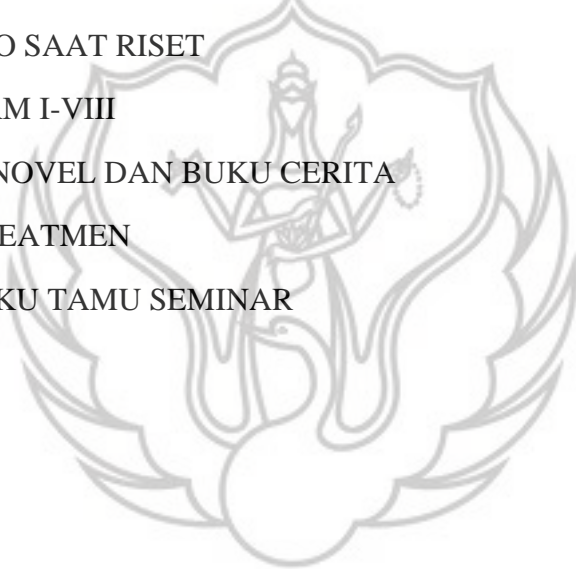 O SAAT RISET
AM I-VIII
NOVEL DAN BUKU CERITA
EATMEN
KU TAMU SEMINAR